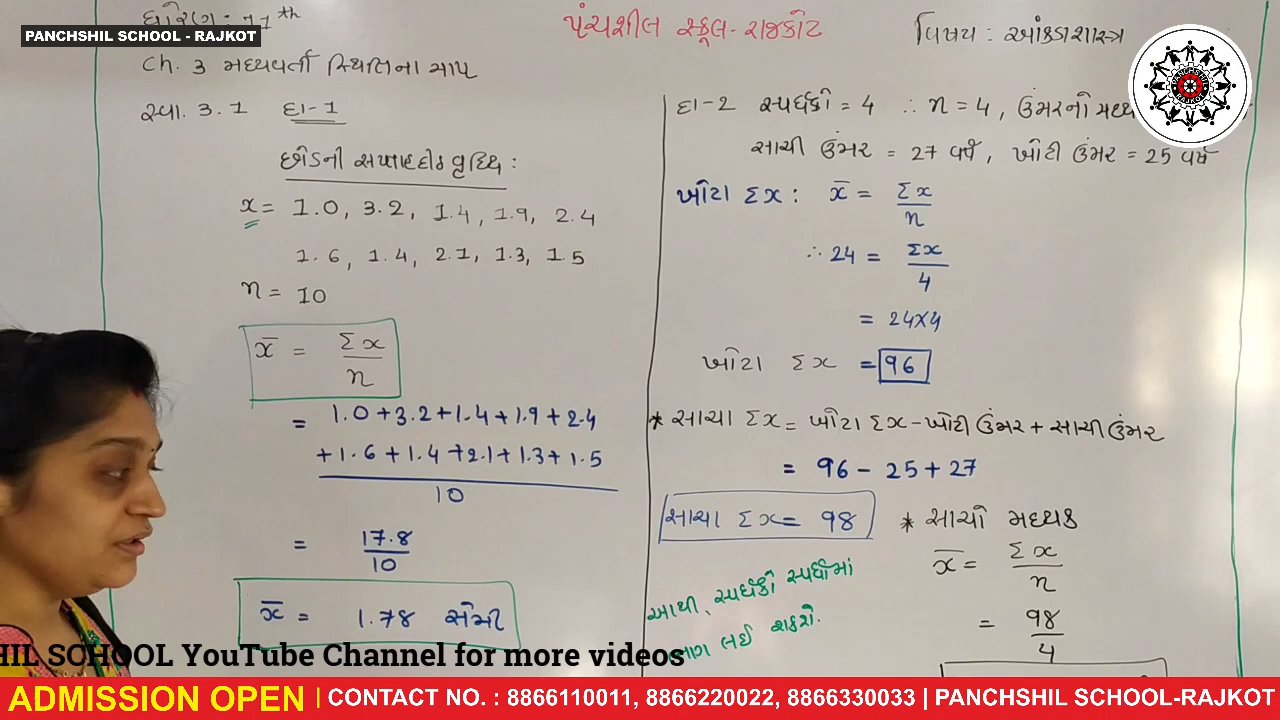 ધોરણ : 11th
PANCHSHIL SCHOOL - RAJKOT
પંચશીલ સ્કૂલ- રાજકોટ
વિષય : આંકડાશાસ્ત્ર
Ch. 3 મધ્યવર્તી સ્થિતિના માપ
સ્વા. 3.1 દા-1
છોડની સપ્તાહદીઠ વૃદ્ધિ :
x = 1.0, 3.2, 1.4, 1.9, 2.4
1.6, 1.4, 2.1, 1.3, 1.5
n = 10
x̄ = Σx / n
= 1.0 + 3.2 + 1.4 + 1.9 + 2.4
+ 1.6 + 1.4 + 2.1 + 1.3 + 1.5
10
= 17.8 / 10
x̄ = 1.78 સેમી
દા-2 સ્પર્ધકો = 4 ∴ n = 4, ઉંમરનો
સાચી ઉંમર = 27 વર્ષ, ખોટી ઉંમર = 25 વર્ષ
ખોટા Σx : x̄ = Σx / n
∴ 24 = Σx / 4
= 24x4
ખોટા Σx = 96
* સાચા Σx = ખોટા Σx - ખોટી ઉંમર + સાચી ઉંમર
= 96 - 25 + 27
સાચા Σx = 98
* સાચો મધ્યક
x̄ = Σx / n
= 98 / 4
આથી, સ્પર્ધકો સ્પર્ધામાં
ભાગ લઈ શકશે.
PANCHSHIL RAJKOT
HIL SCHOOL YouTube Channel for more videos
ADMISSION OPEN | CONTACT NO. : 8866110011, 8866220022, 8866330033 | PANCHSHIL SCHOOL-RAJKOT